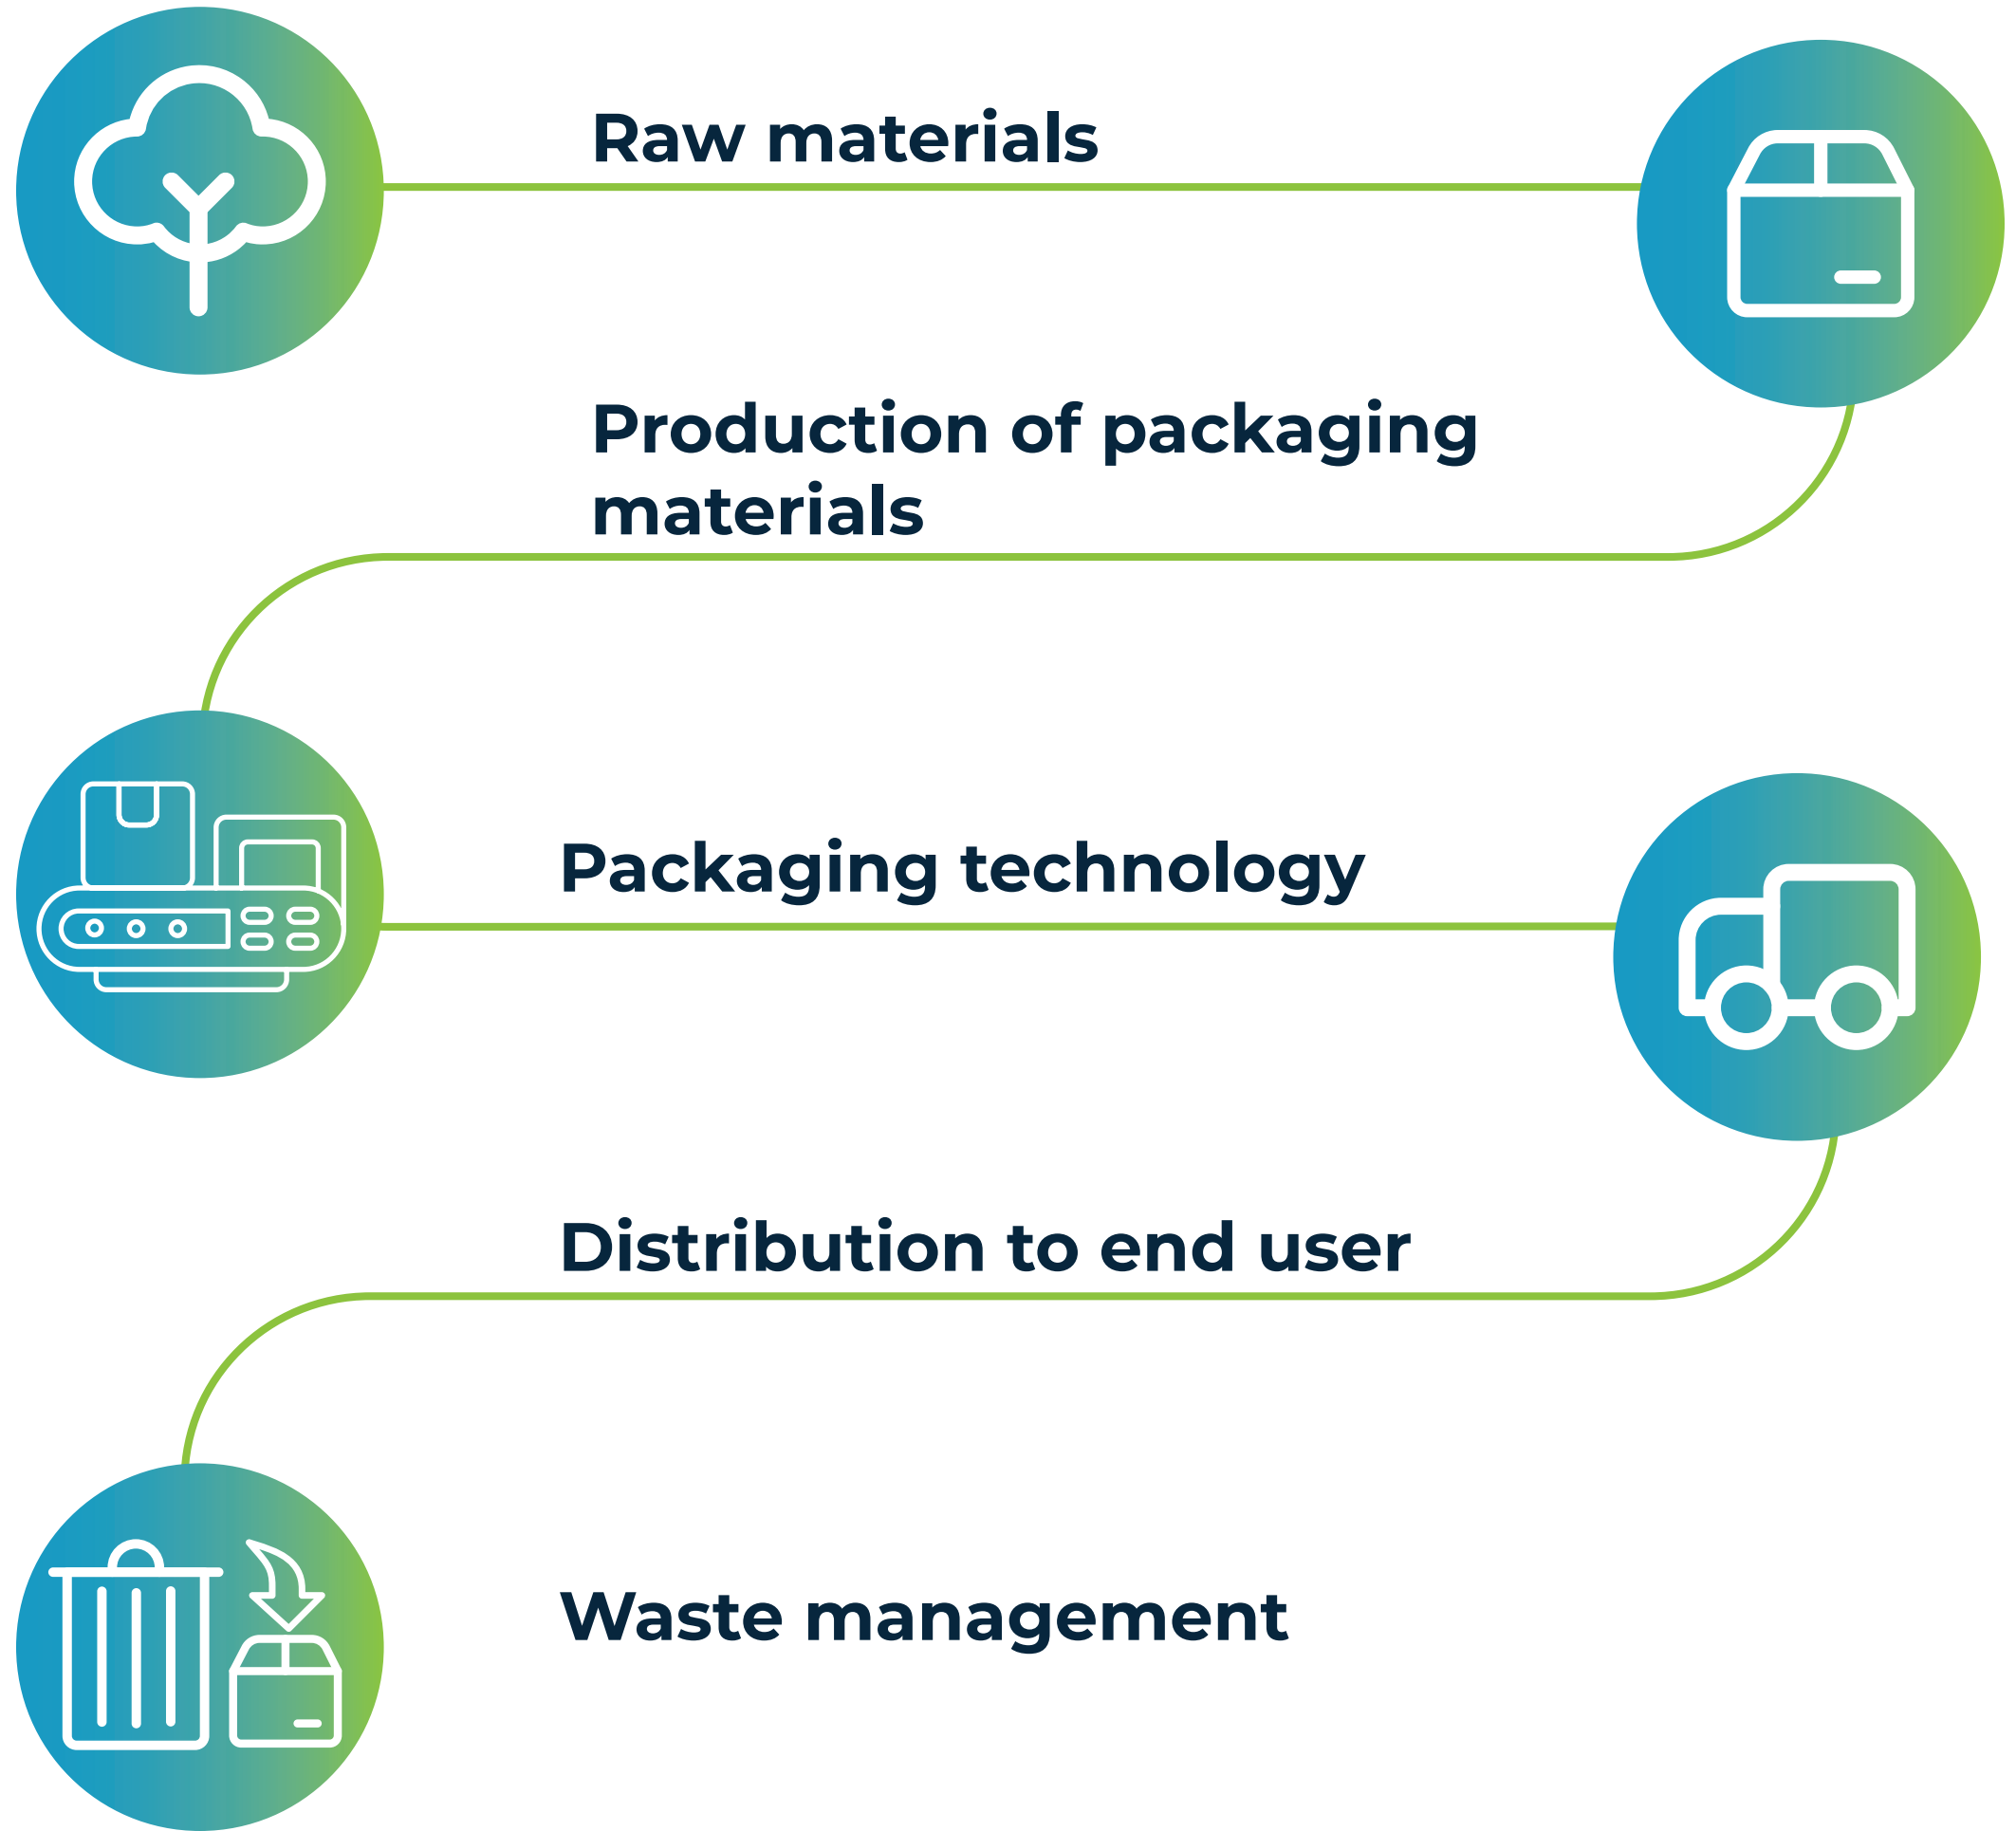 Raw materials
Production of packaging
materials
Packaging technology
Distribution to end user
Waste management